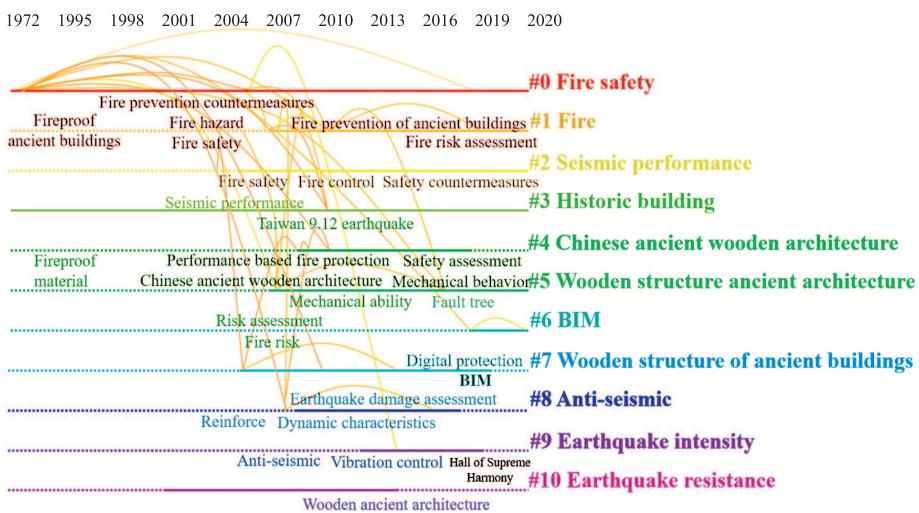 1972 1995 1998 2001 2004 2007 2010 2013 2016 2019 2020
#0 Fire safety
Fire prevention countermeasures
Fireproof ancient buildings
Fire hazard
Fire prevention of ancient buildings
#1 Fire
Fire safety
Fire risk assessment
#2 Seismic performance
Fire safety Fire control Safety countermeasures
Seismic performance
#3 Historic building
Taiwan 9.12 earthquake
#4 Chinese ancient wooden architecture
Fireproof material
Performance based fire protection Safety assessment
Chinese ancient wooden architecture Mechanical behavior
#5 Wooden structure ancient architecture
Mechanical ability Fault tree
Risk assessment
#6 BIM
Fire risk
Digital protection
#7 Wooden structure of ancient buildings
BIM
Earthquake damage assessment
#8 Anti-seismic
Reinforce Dynamic characteristics
#9 Earthquake intensity
Anti-seismic Vibration control Hall of Supreme Harmony
#10 Earthquake resistance
Wooden ancient architecture